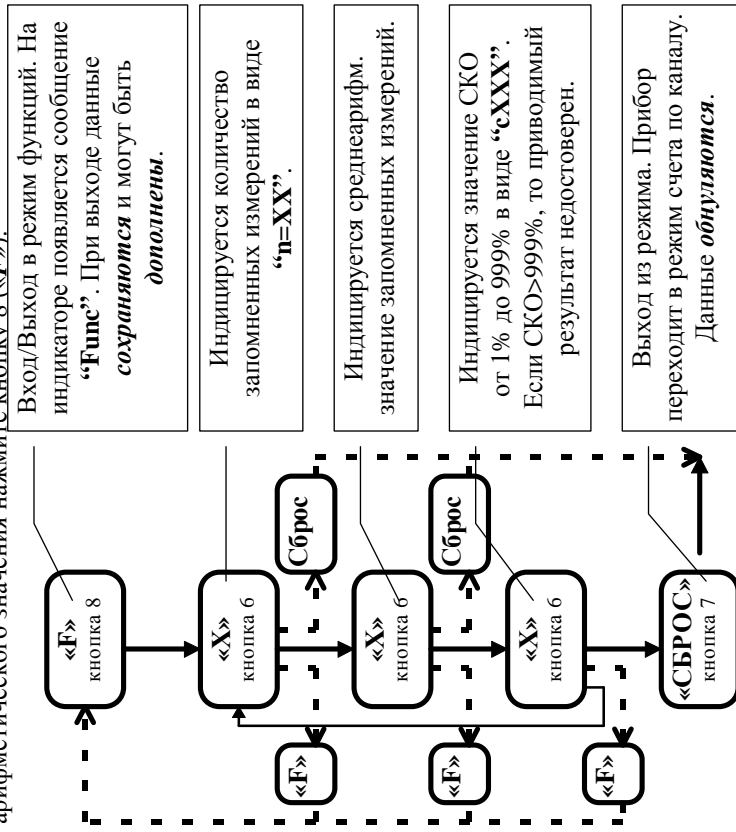 арифметического значения нажмите кнопку 8 («F»).
«F»
кнопка 8
Вход/Выход в режим функций. На
индикаторе появляется сообщение
“Func”. При выходе данные
сохраняются и могут быть
дополнены.
«X»
кнопка 6
Индицируется количество
запомненных измерений в виде
“n=XX”.
«F»
Сброс
«X»
кнопка 6
Индицируется среднеарифм.
значение запомненных измерений.
«F»
Сброс
«X»
кнопка 6
Индицируется значение СКО
от 1% до 999% в виде “cXXX”.
Если СКО>999%, то приводимый
результат недостоверен.
«F»
«СБРОС»
кнопка 7
Выход из режима. Прибор
переходит в режим счета по каналу.
Данные обнуляются.